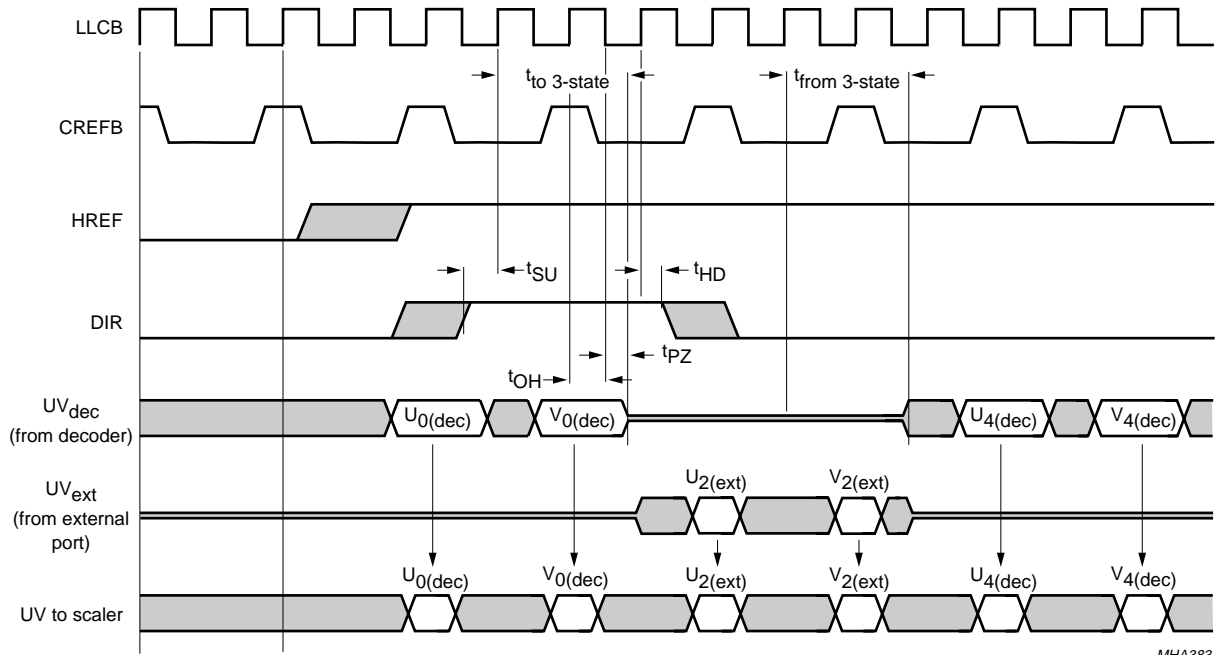 LLCB
t to 3-state
t from 3-state
CREFB
HREF
t SU
t HD
DIR
t PZ
t OH
UV dec
(from decoder)
U 0(dec)
V 0(dec)
U 4(dec)
V 4(dec)
UV ext
(from external
port)
U 2(ext)
V 2(ext)
U 0(dec)
V 0(dec)
U 2(ext)
V 2(ext)
U 4(dec)
V 4(dec)
UV to scaler
MHA383